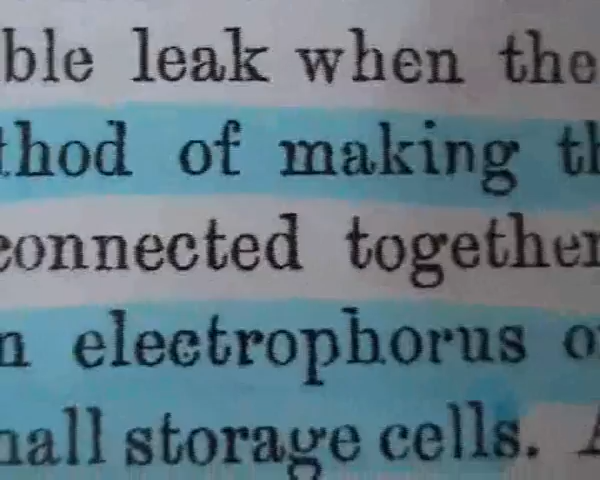 ble leak when the
thod of making th
connected together
n electrophorus o
nall storage cells.